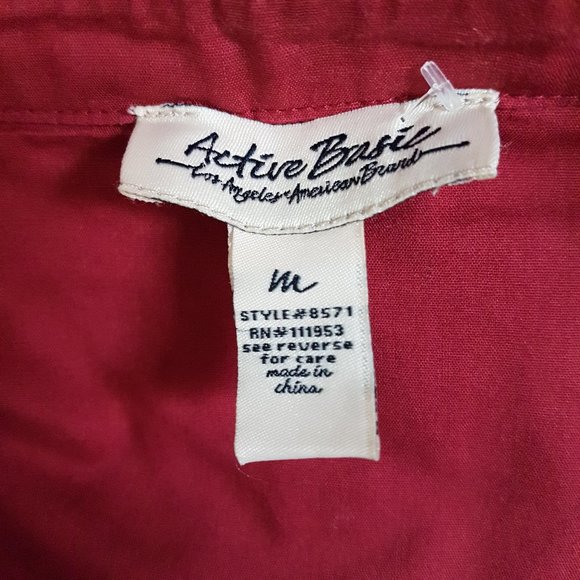 Active Basic
Los Angeles American Brand
M
STYLE#8571
RN#111953
see reverse
for care
made in
china